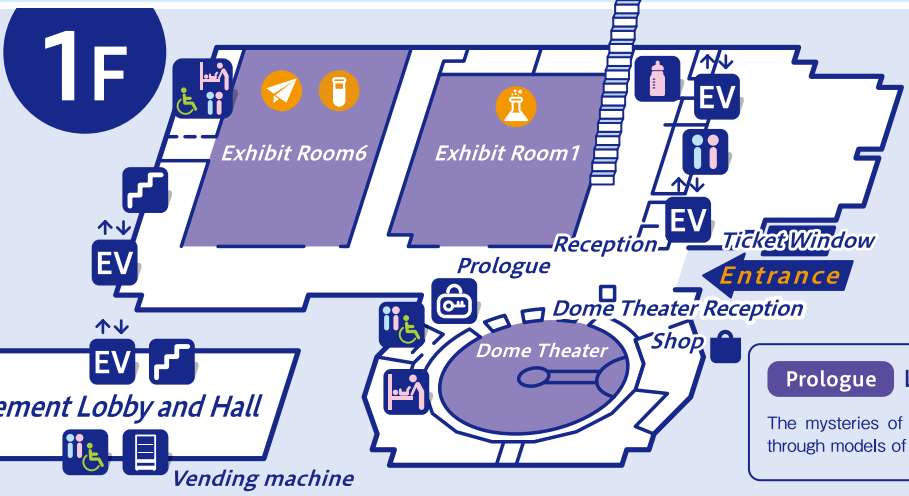 1F
Exhibit Room6
Exhibit Room1
EV
EV
EV
Reception
Ticket Window
Entrance
Prologue
Dome Theater Reception
Shop
Dome Theater
EV
ement Lobby and Hall
Vending machine
Prologue L
The mysteries of
through models of